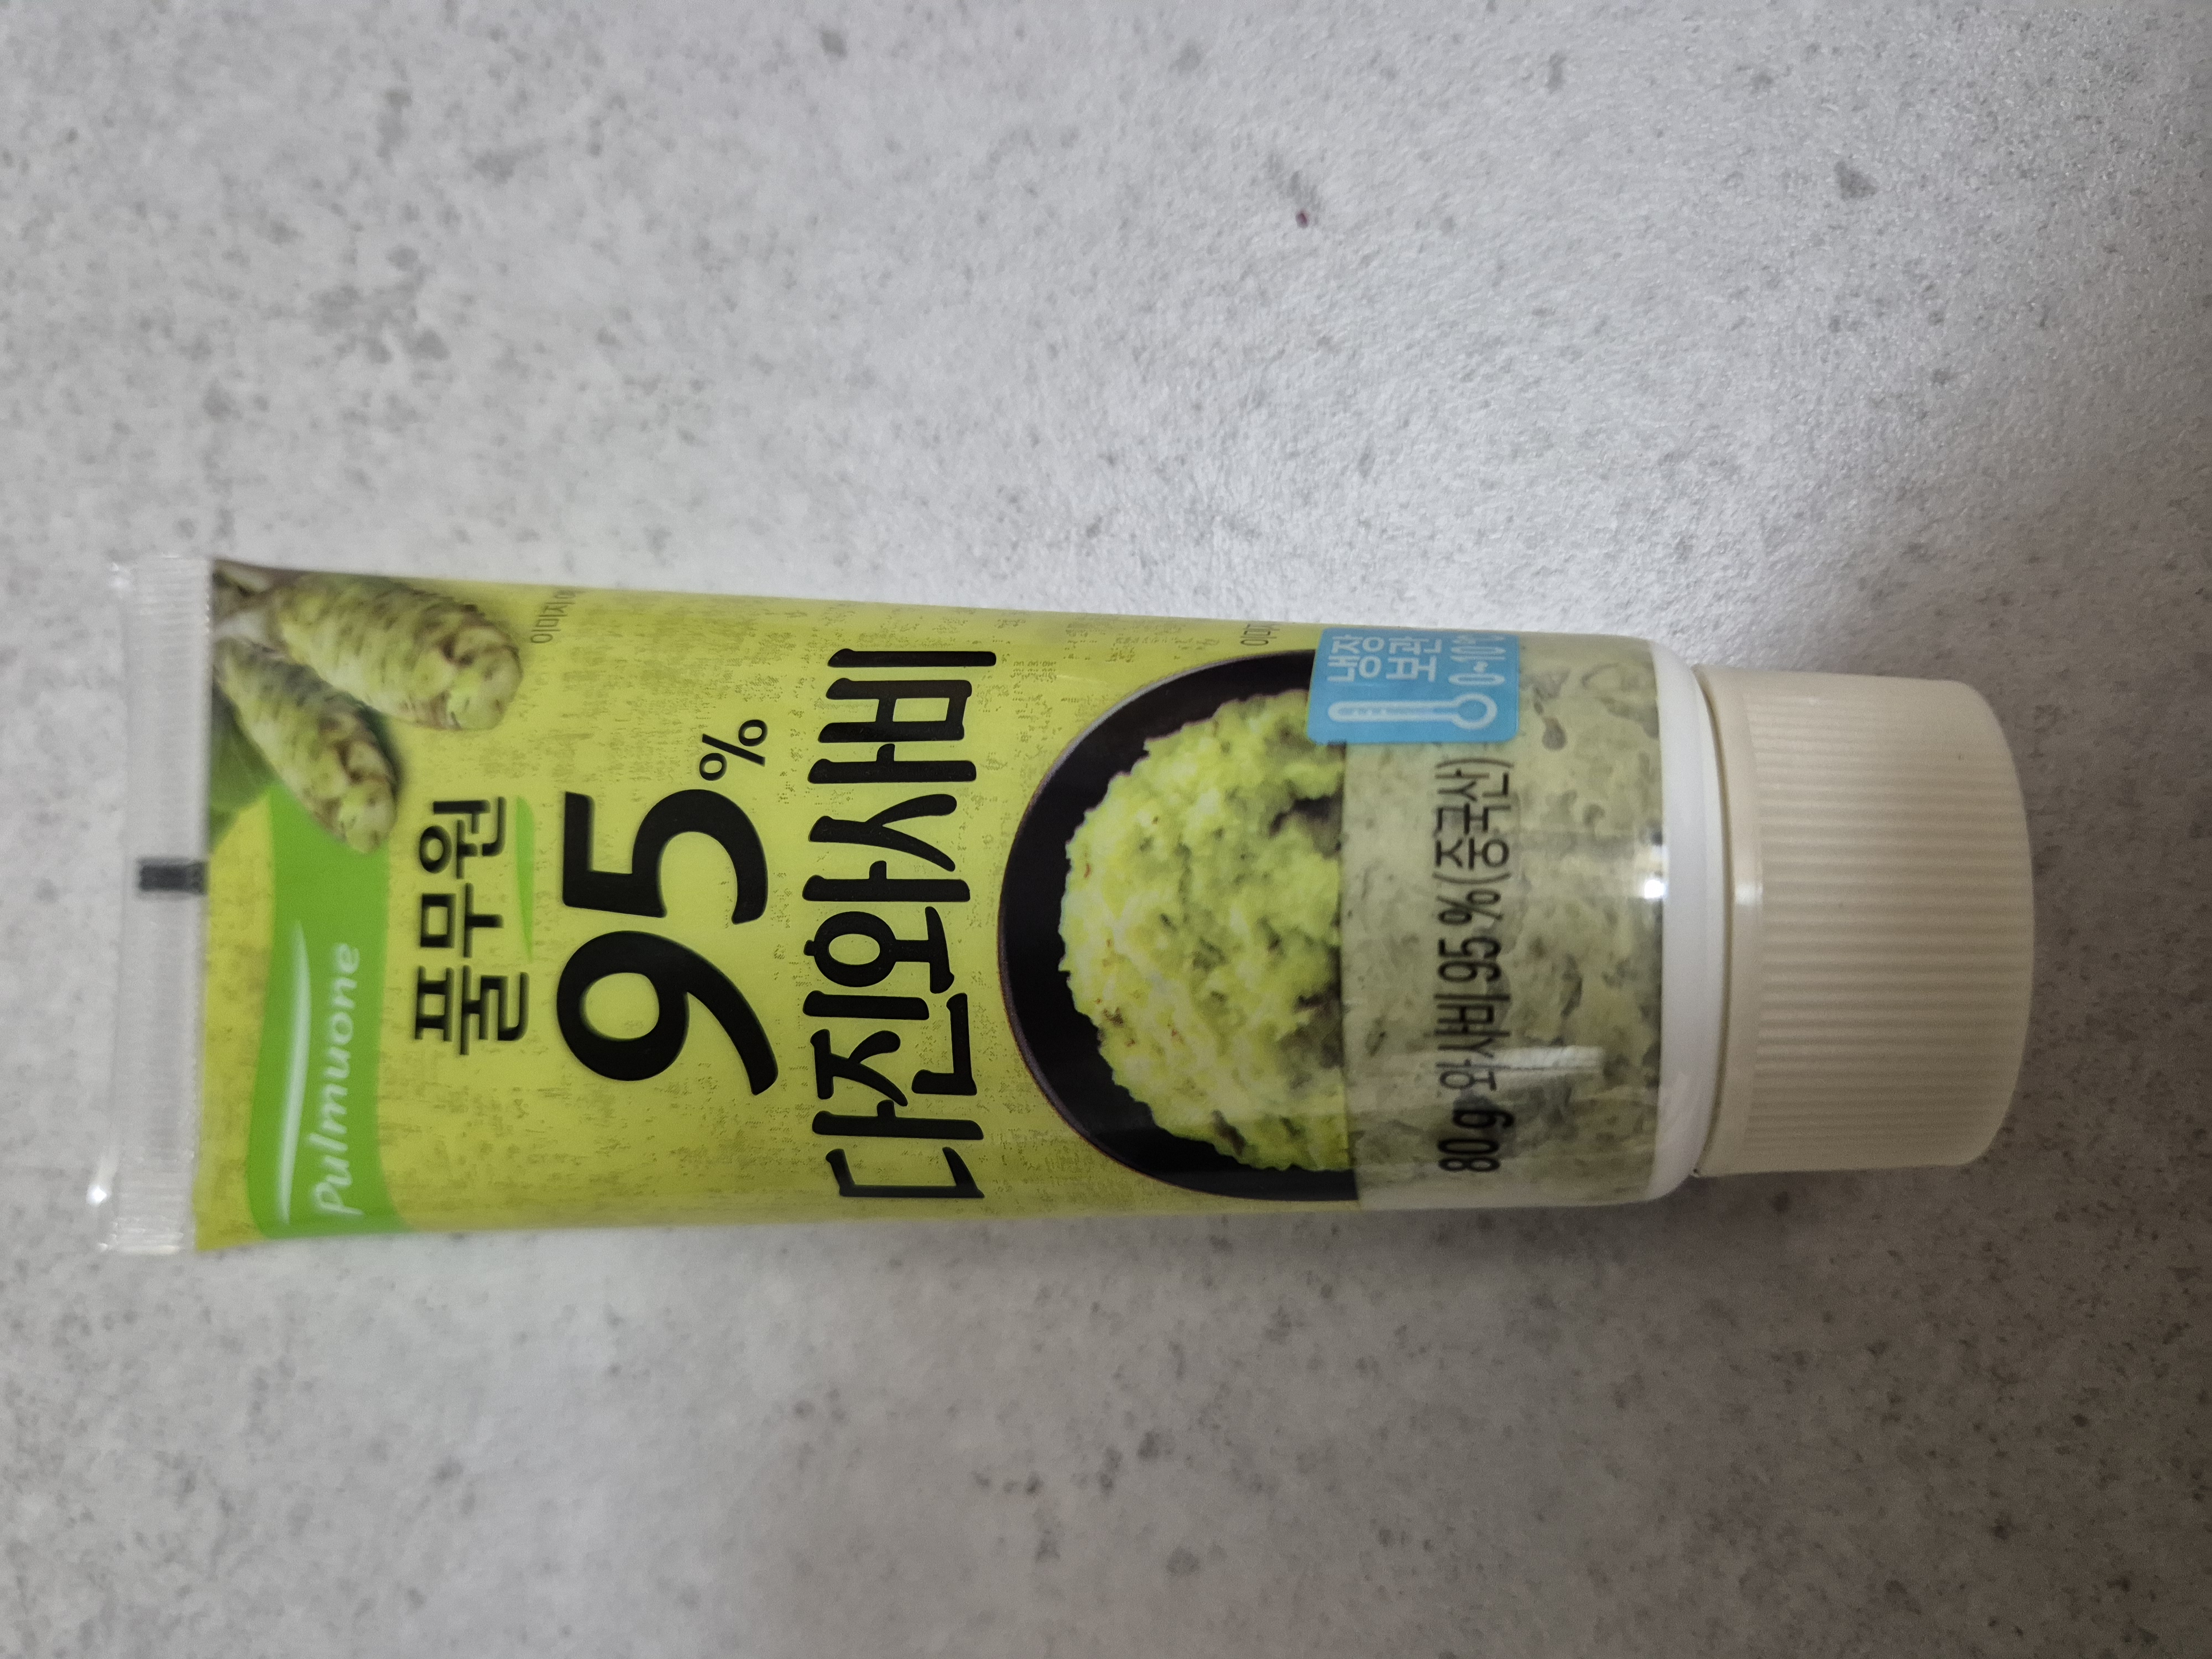 Pulmuone
풀무원
95%
다진와사비
냉장
보관
0~10℃
80g 와사비 95%(중국산)